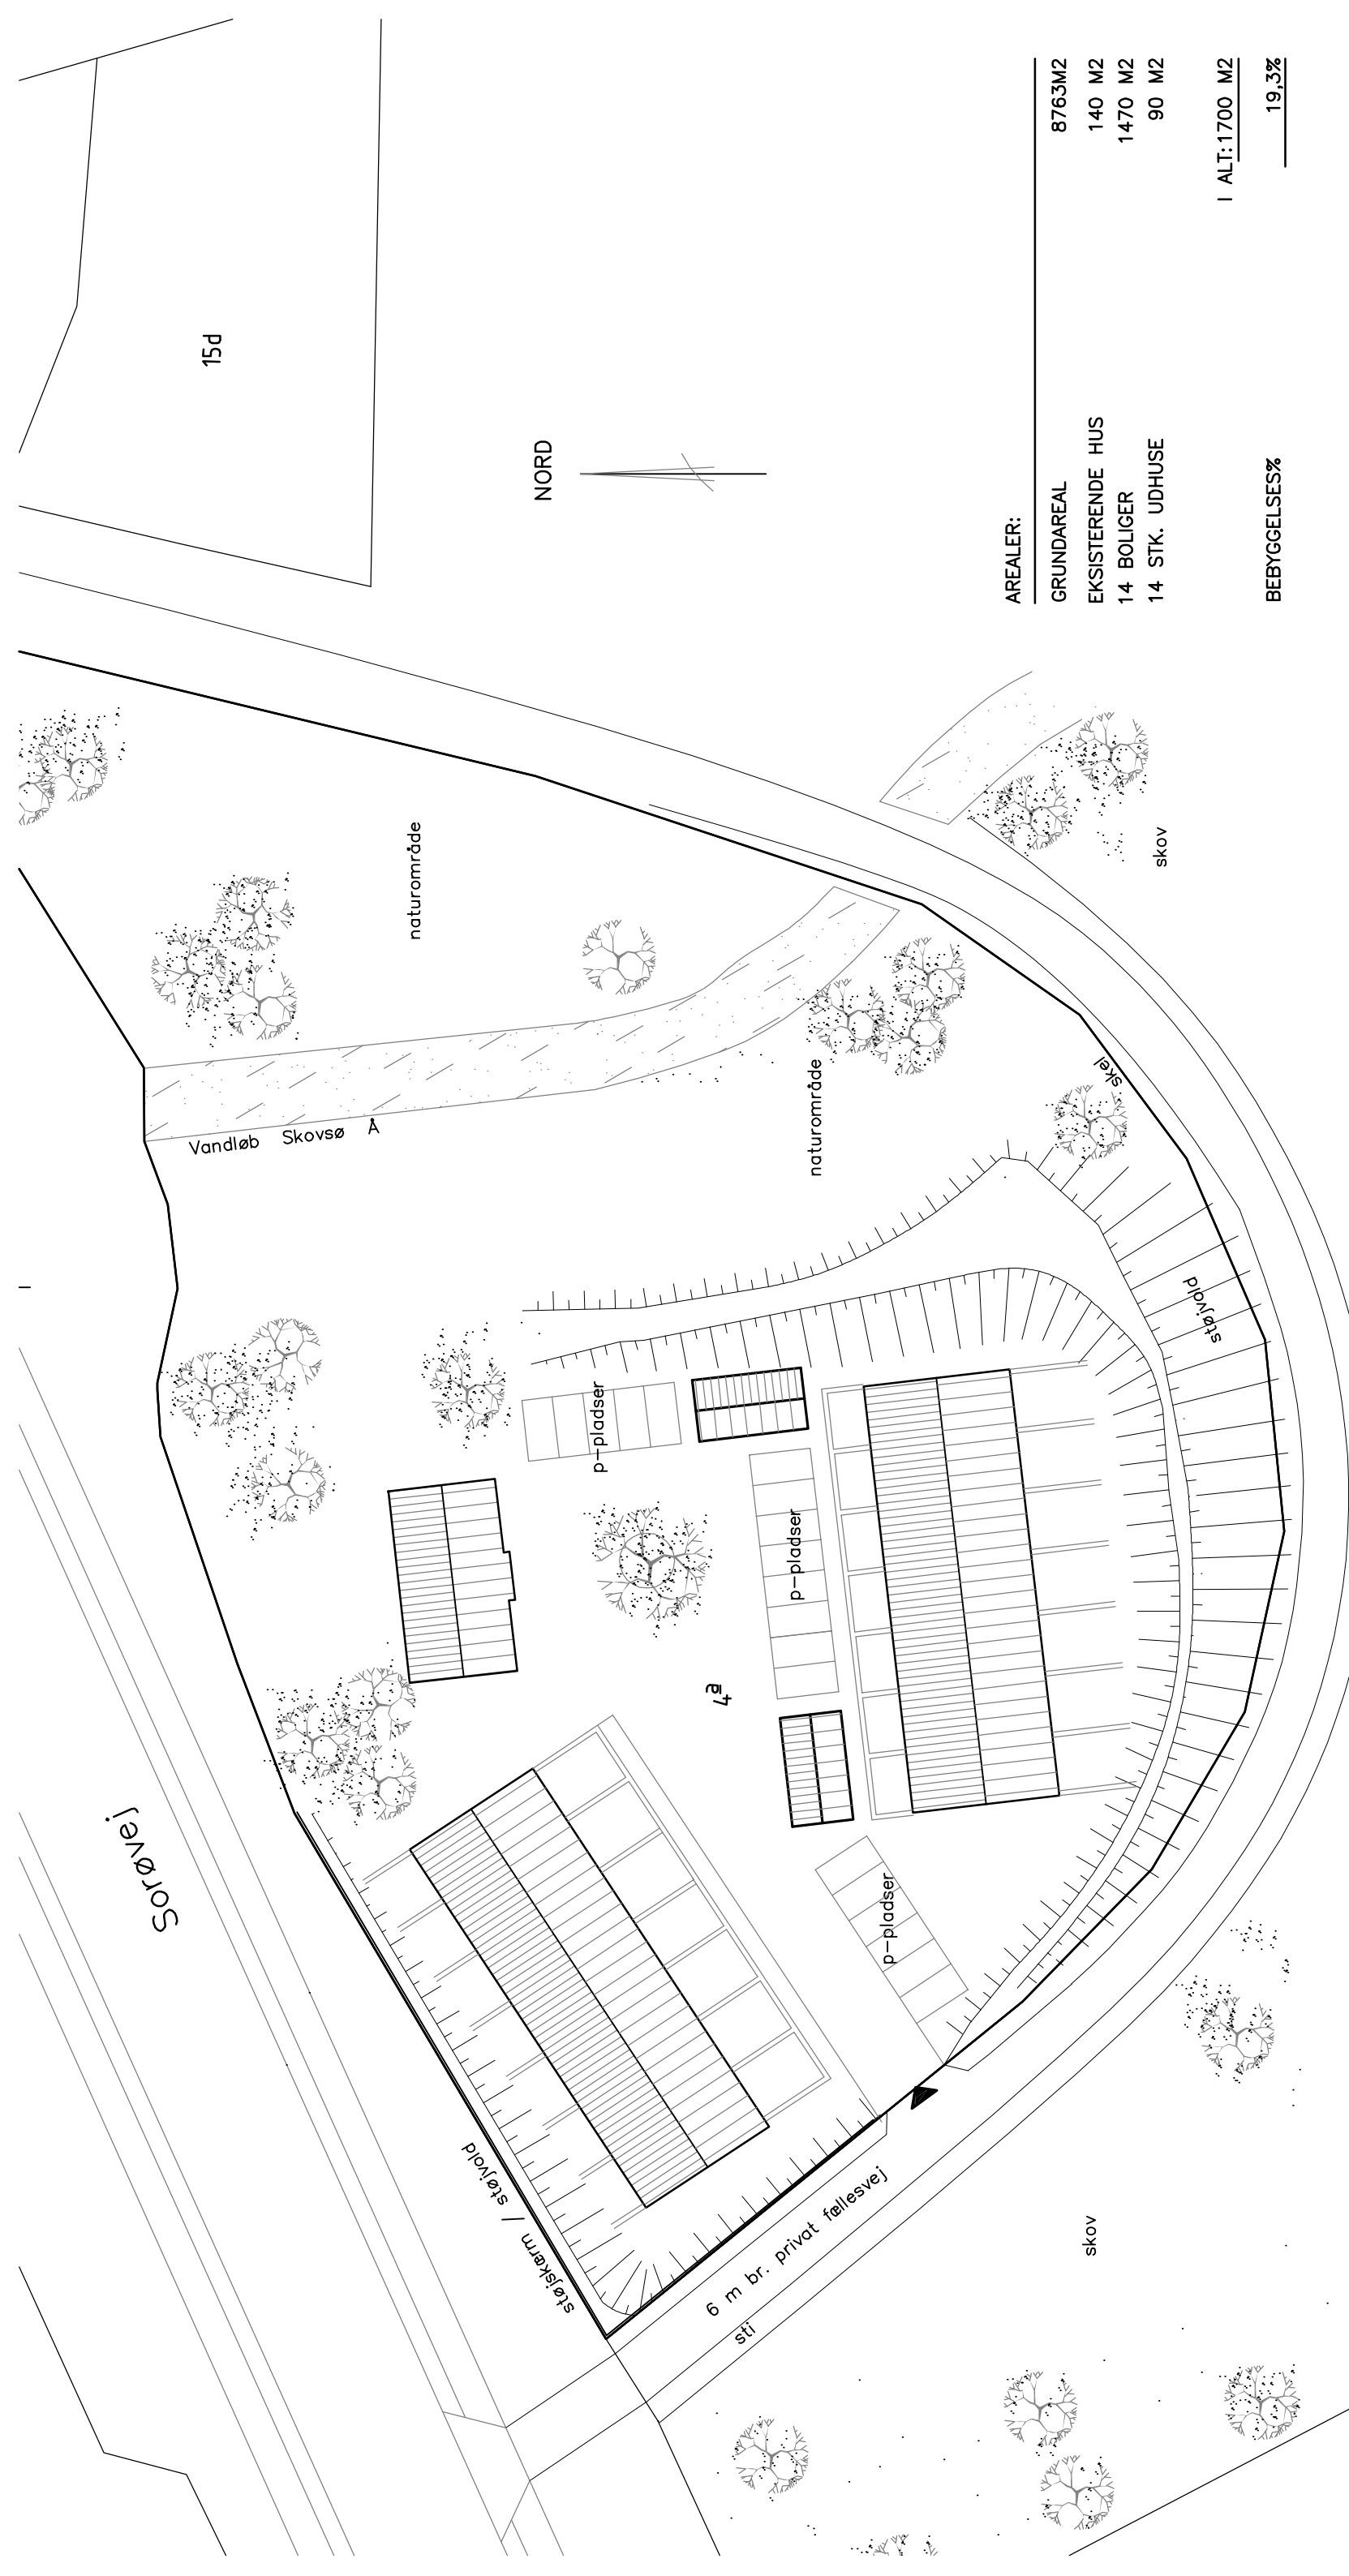 15d
NORD
AREALER:
GRUNDAREAL 8763M2
EKSISTERENDE HUS 140 M2
14 BOLIGER 1470 M2
14 STK. UDHUSE 90 M2
I ALT: 1700 M2
BEBYGGELSES% 19,3%
naturområde
skov
Vandløb Skovsø Å
naturområde
skel
støjvold
p-pladser
p-pladser
4a
p-pladser
Sorøvej
støjskærm / støjvold
6 m br. privat fællesvej
sti
skov